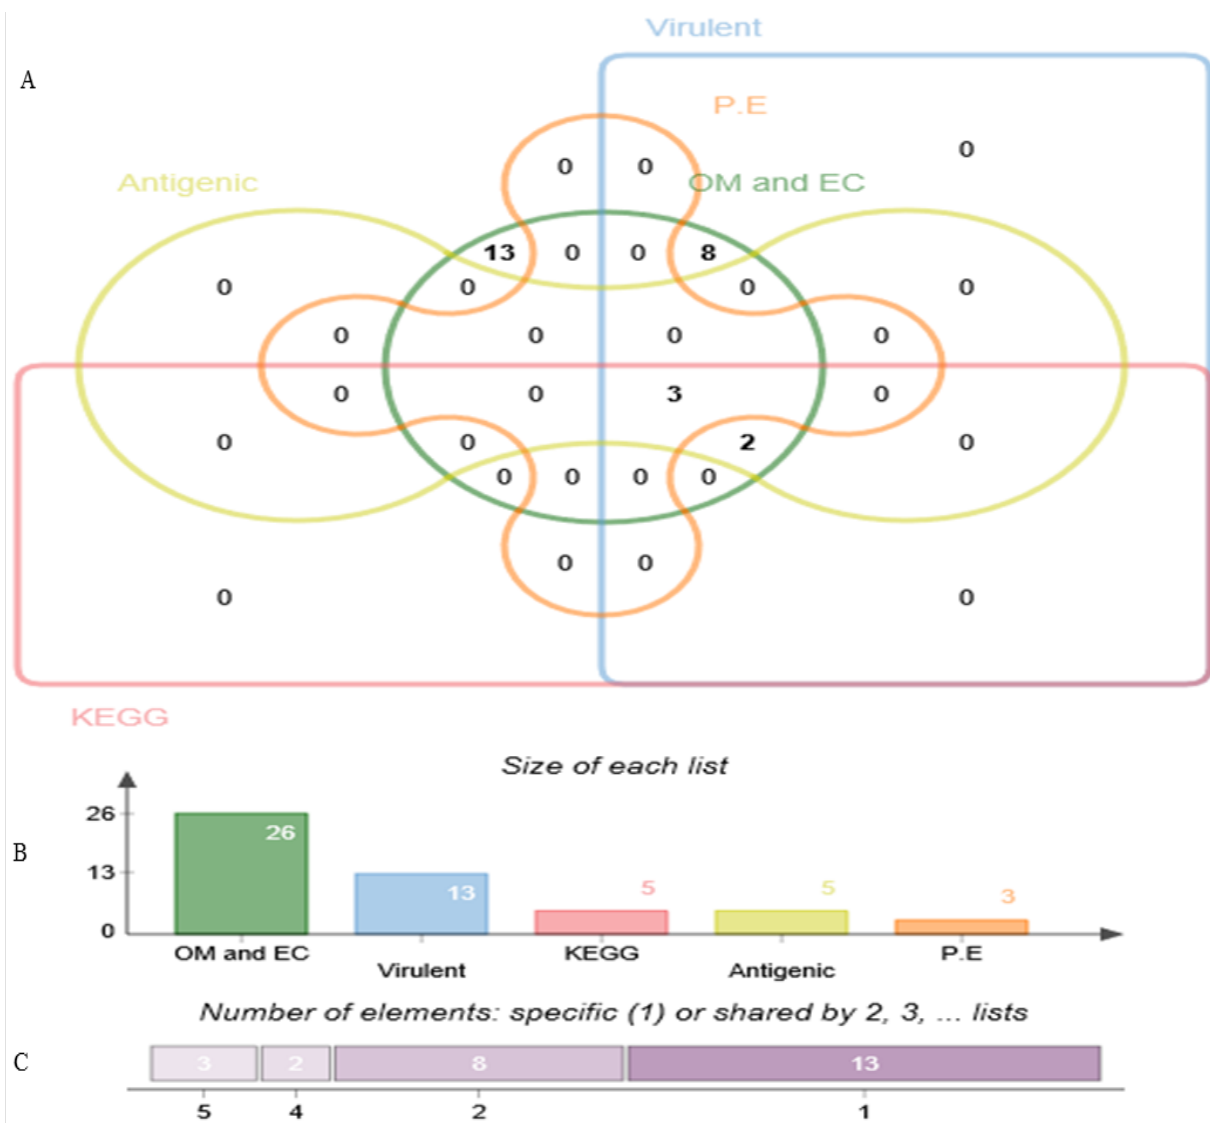 Virulent
A
P.E
0
0 0
Antigenic
OM and EC
13 0 0 8
0 0 0 0
0 0 0 0
0 0 3 0
0 0 2 0
0 0 0 0
0 0
0 0
KEGG
Size of each list
26
26
B
13
13
5
5
3
0
OM and EC
Virulent
KEGG
Antigenic
P.E
Number of elements: specific (1) or shared by 2, 3, ... lists
C
3 2 8 13
5 4 2 1